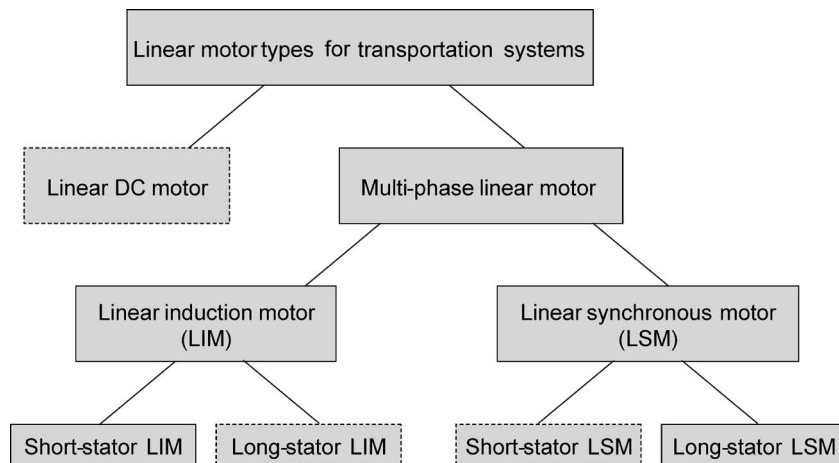 Linear motor types for transportation systems
Linear DC motor
Multi-phase linear motor
Linear induction motor
(LIM)
Linear synchronous motor
(LSM)
Short-stator LIM
Long-stator LIM
Short-stator LSM
Long-stator LSM